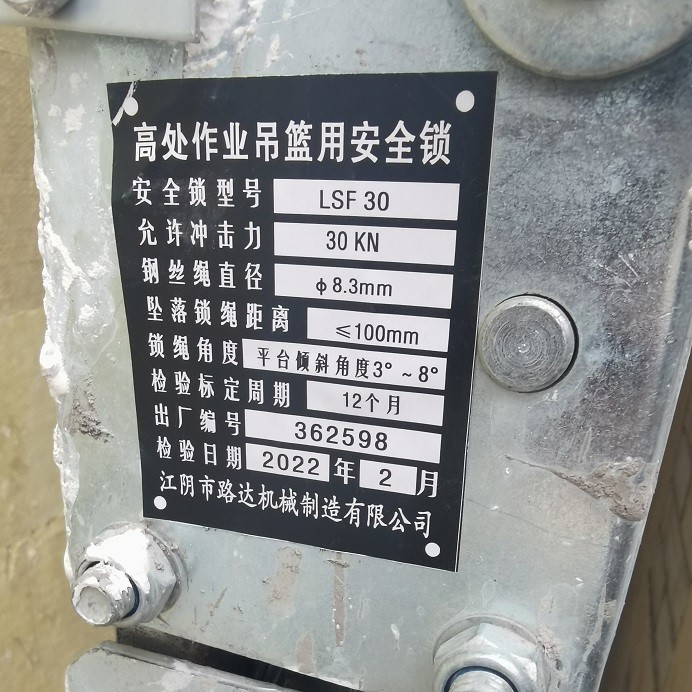 高处作业吊篮用安全锁
安全锁型号 LSF 30
允许冲击力 30 KN
钢丝绳直径 ф8.3mm
坠落锁绳距离 ≤100mm
锁绳角度 平台倾斜角度3°~8°
检验标定周期 12个月
出厂编号 362598
检验日期 2022 年 2 月
江阴市路达机械制造有限公司